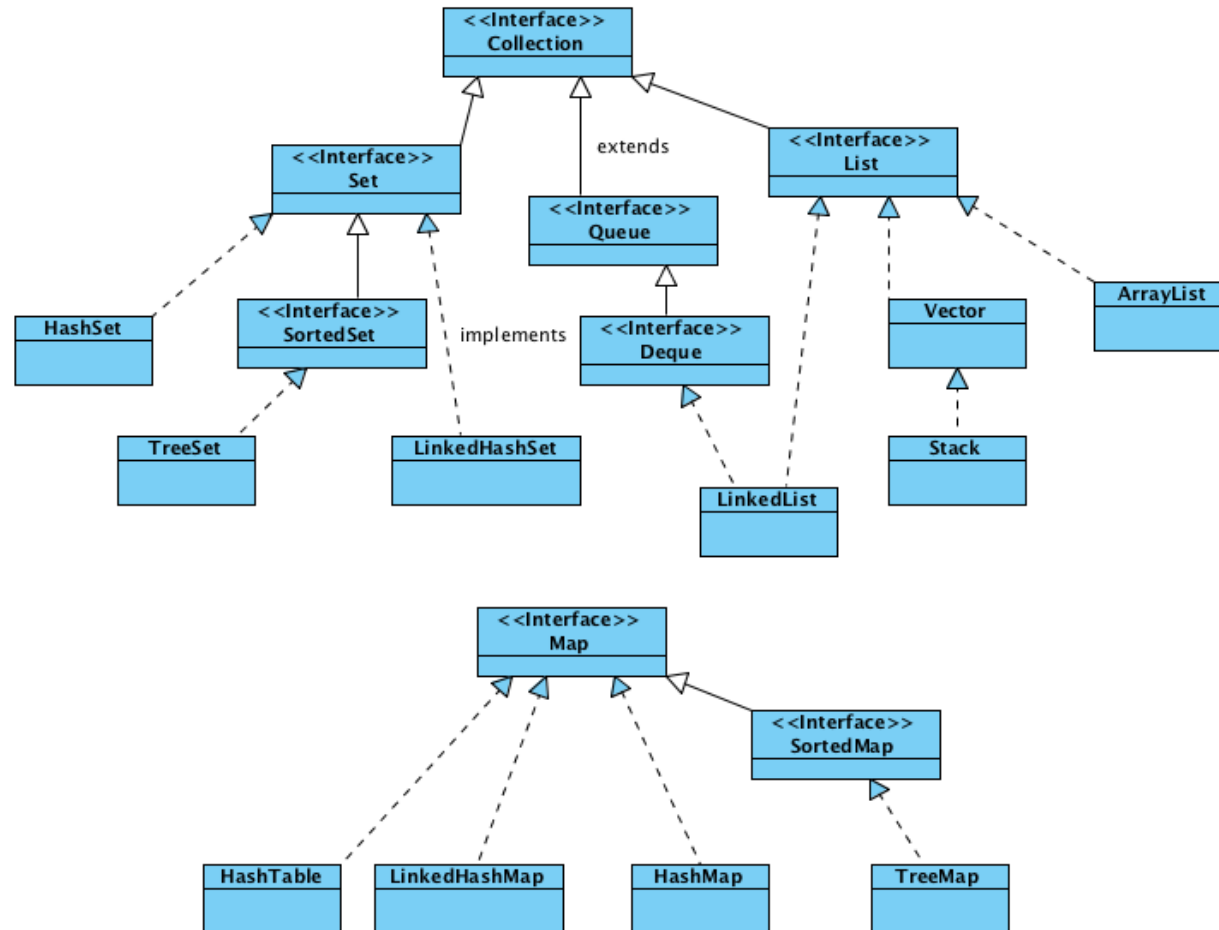 <<Interface>>
Collection
<<Interface>>
Set
extends
<<Interface>>
List
<<Interface>>
Queue
HashSet
<<Interface>>
SortedSet
implements
<<Interface>>
Deque
Vector
ArrayList
TreeSet
LinkedHashSet
Stack
LinkedList
<<Interface>>
Map
<<Interface>>
SortedMap
HashTable
LinkedHashMap
HashMap
TreeMap